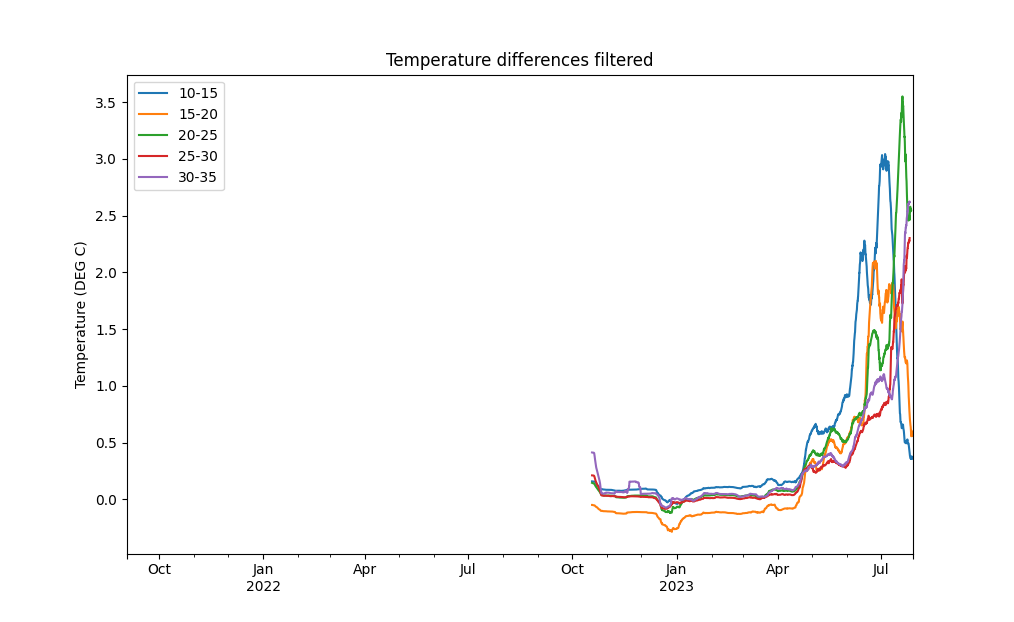 Temperature differences filtered
10-15
15-20
20-25
25-30
30-35
Temperature (DEG C)
3.5
3.0
2.5
2.0
1.5
1.0
0.5
0.0
Oct
Jan
2022
Apr
Jul
Oct
Jan
2023
Apr
Jul